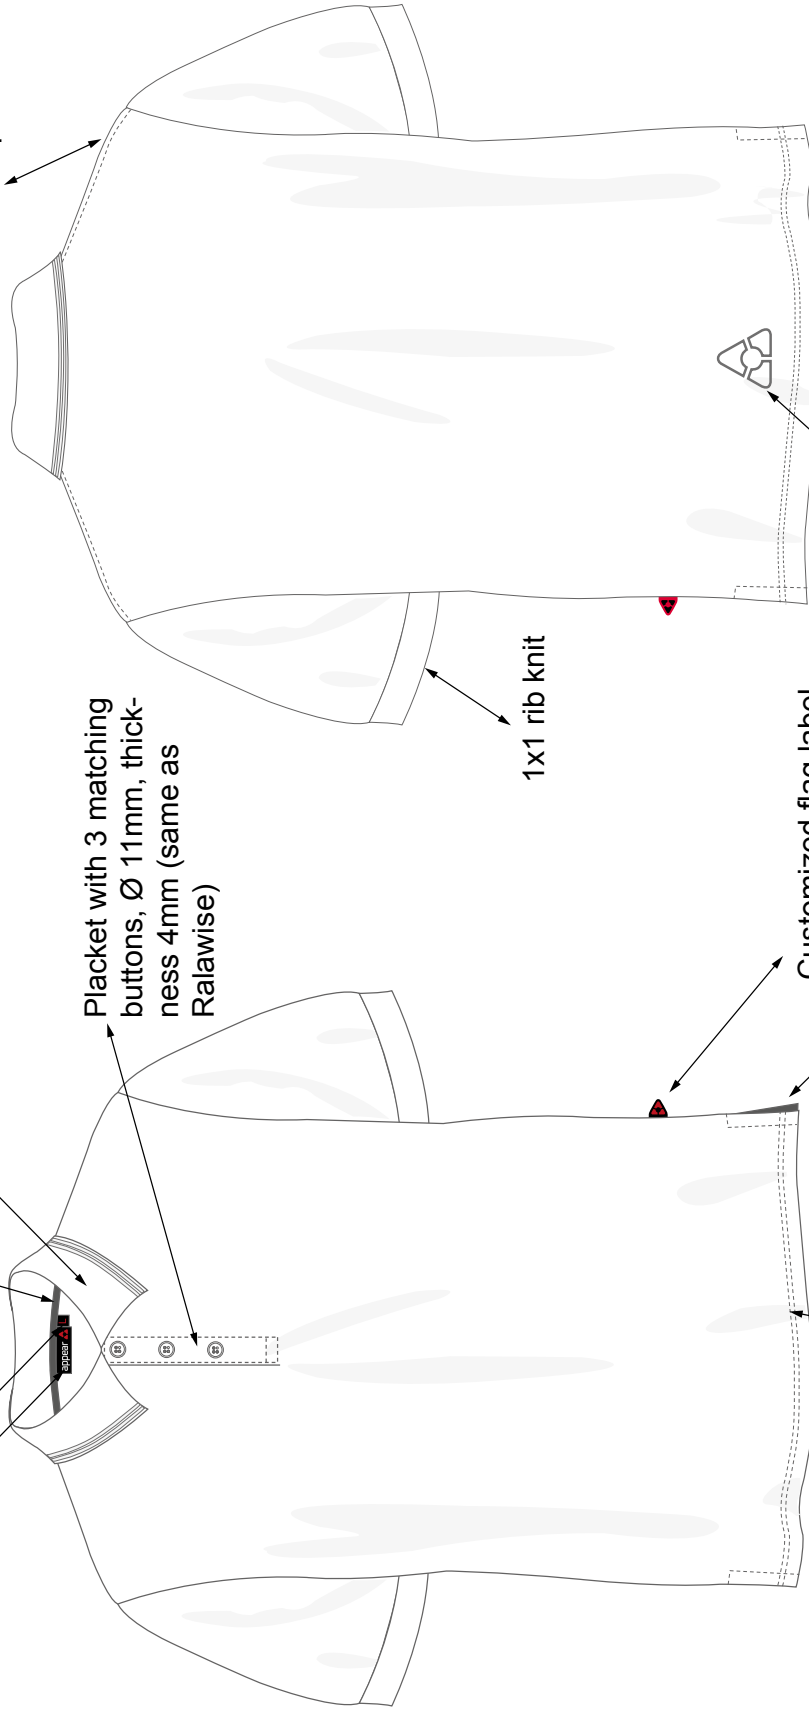 Placket with 3 matching
buttons, Ø 11mm, thick-
ness 4mm (same as
Ralawise)
1x1 rib knit
appear
L
Customized flag label